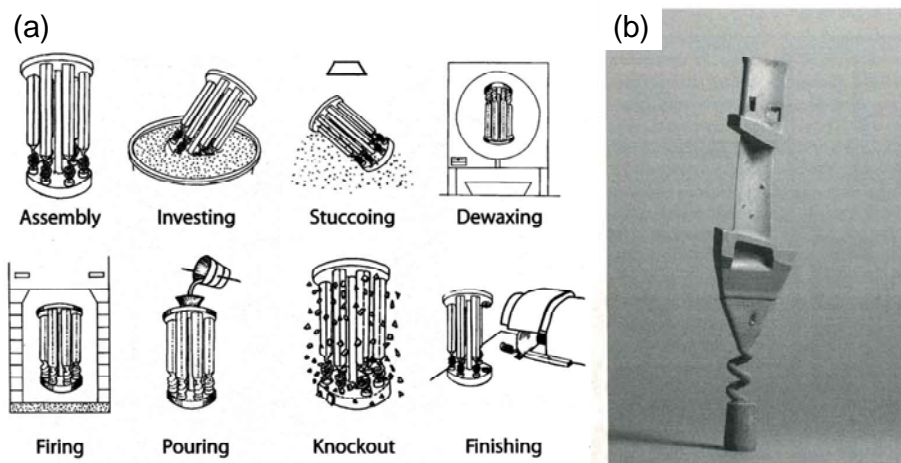 (a)
(b)
Assembly
Investing
Stuccoing
Dewaxing
Firing
Pouring
Knockout
Finishing